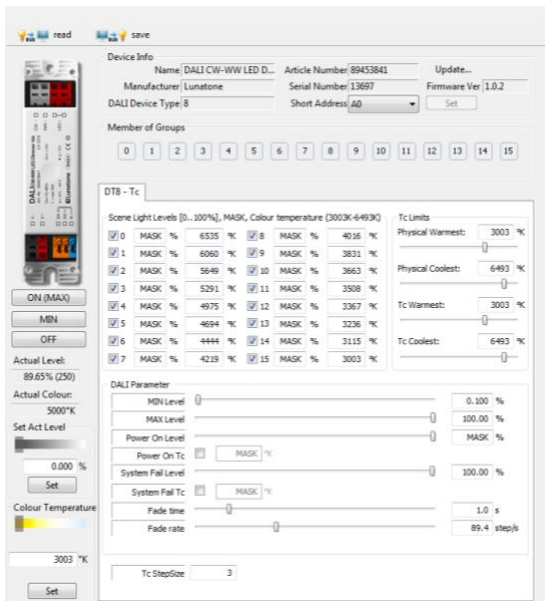 read save
Device Info
Name DALI CW-WW LED D... Article Number 89453841 Update...
Manufacturer Lunatone Serial Number 13697 Firmware Ver 1.0.2
DALI Device Type 8 Short Address A0 Set
Member of Groups
0 1 2 3 4 5 6 7 8 9 10 11 12 13 14 15
DT8 - Tc
Scene Light Levels [0..100%], MASK, Colour temperature (3003K-6493K)
0 MASK % 6535 °K 8 MASK % 4016 °K
1 MASK % 6060 °K 9 MASK % 3831 °K
2 MASK % 5649 °K 10 MASK % 3663 °K
3 MASK % 5291 °K 11 MASK % 3508 °K
4 MASK % 4975 °K 12 MASK % 3367 °K
5 MASK % 4694 °K 13 MASK % 3236 °K
6 MASK % 4444 °K 14 MASK % 3115 °K
7 MASK % 4219 °K 15 MASK % 3003 °K
Tc Limits
Physical Warmest: 3003 °K
Physical Coolest: 6493 °K
Tc Warmest: 3003 °K
Tc Coolest: 6493 °K
DALI
Lunatone
ON (MAX)
MIN
OFF
Actual Level:
89.65% (250)
Actual Colour:
5000°K
Set Act Level
0.000 %
Set
Colour Temperature
3003 °K
Set
DALI Parameter
MIN Level 0.100 %
MAX Level 100.00 %
Power On Level MASK %
Power On Tc MASK °K
System Fail Level 100.00 %
System Fail Tc MASK °K
Fade time 1.0 s
Fade rate 89.4 step/s
Tc StepSize 3